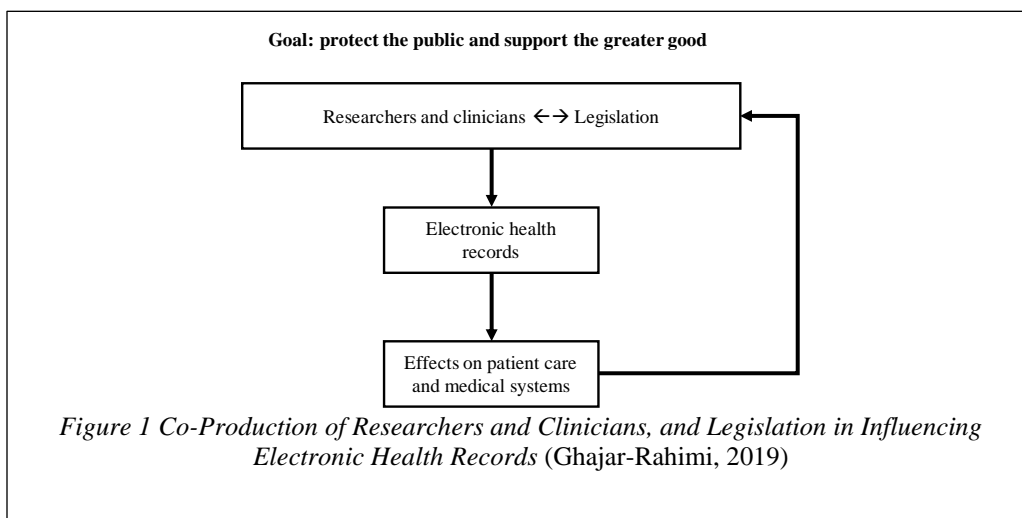 Goal: protect the public and support the greater good
Researchers and clinicians ←→ Legislation
Electronic health
records
Effects on patient care
and medical systems
Figure 1 Co-Production of Researchers and Clinicians, and Legislation in Influencing
Electronic Health Records (Ghajar-Rahimi, 2019)